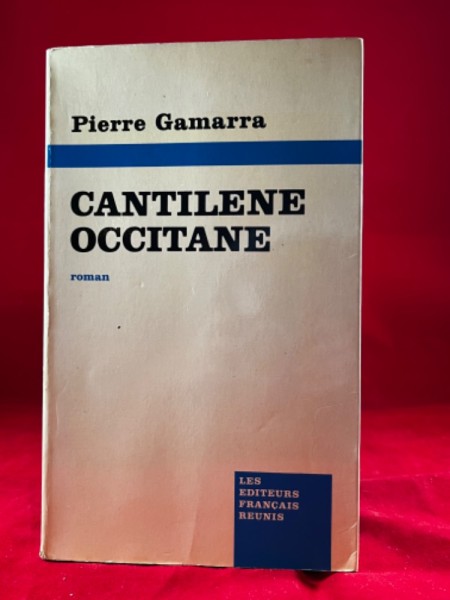 Pierre Gamarra
CANTILENE
OCCITANE
roman
LES
EDITEURS
FRANÇAIS
REUNIS